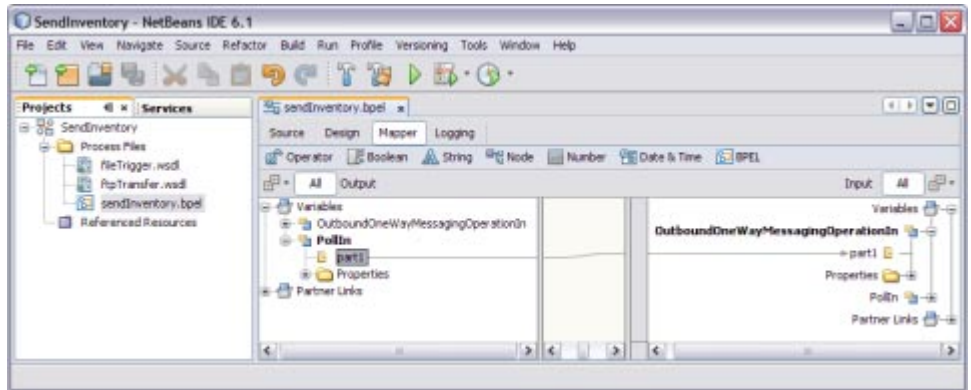 SendInventory - NetBeans IDE 6.1
File Edit View Navigate Source Refactor Build Run Profile Versioning Tools Window Help
Projects Services
SendInventory
Process Files
fileTrigger.wsdl
ftpTransfer.wsdl
sendInventory.bpel
Referenced Resources
sendInventory.bpel
Source Design Mapper Logging
Operator Boolean String Node Number Date & Time BPEL
All Output
Input All
Variables
OutboundOneWayMessagingOperationIn
PollIn
part1
Properties
Partner Links
Variables
OutboundOneWayMessagingOperationIn
part1
Properties
PollIn
Partner Links